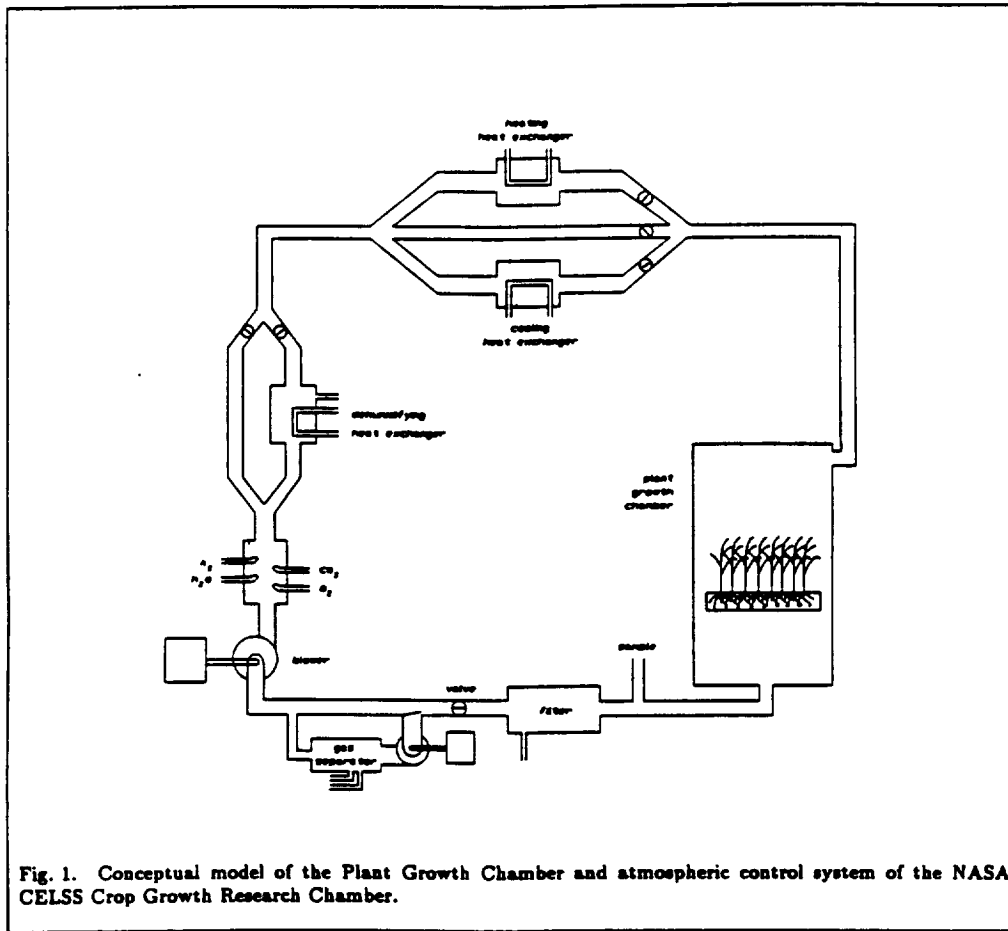 heating
heat exchanger
cooling
heat exchanger
dehumidifying
heat exchanger
plant
growth
chamber
N2
H2O
CO2
O2
blower
sample
valve
filter
gas
separator
Fig. 1. Conceptual model of the Plant Growth Chamber and atmospheric control system of the NASA
CELSS Crop Growth Research Chamber.